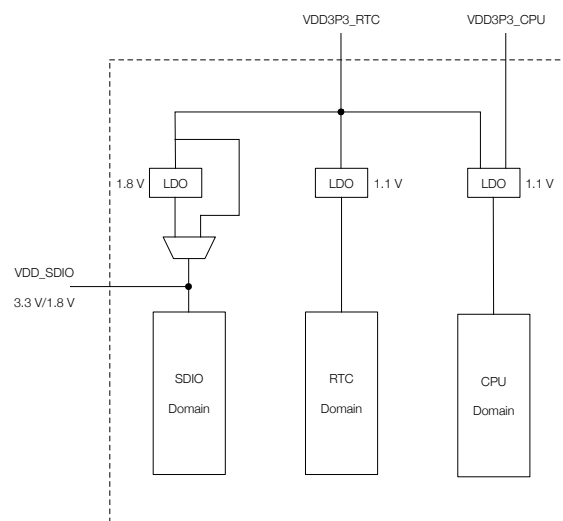 VDD3P3_RTC
VDD3P3_CPU
1.8 V
LDO
LDO
1.1 V
LDO
1.1 V
VDD_SDIO
3.3 V/1.8 V
SDIO
Domain
RTC
Domain
CPU
Domain